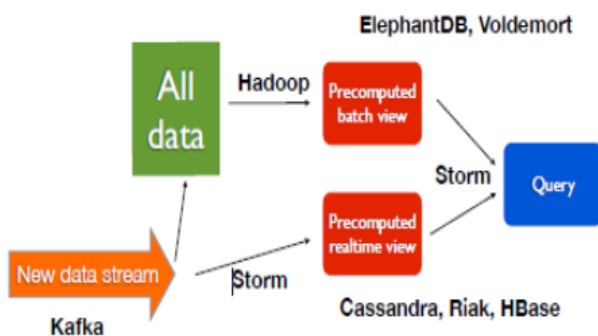 ElephantDB, Voldemort
All
data
Hadoop
Precomputed
batch view
Storm
Query
New data stream
Storm
Precomputed
realtime view
Kafka
Cassandra, Riak, HBase